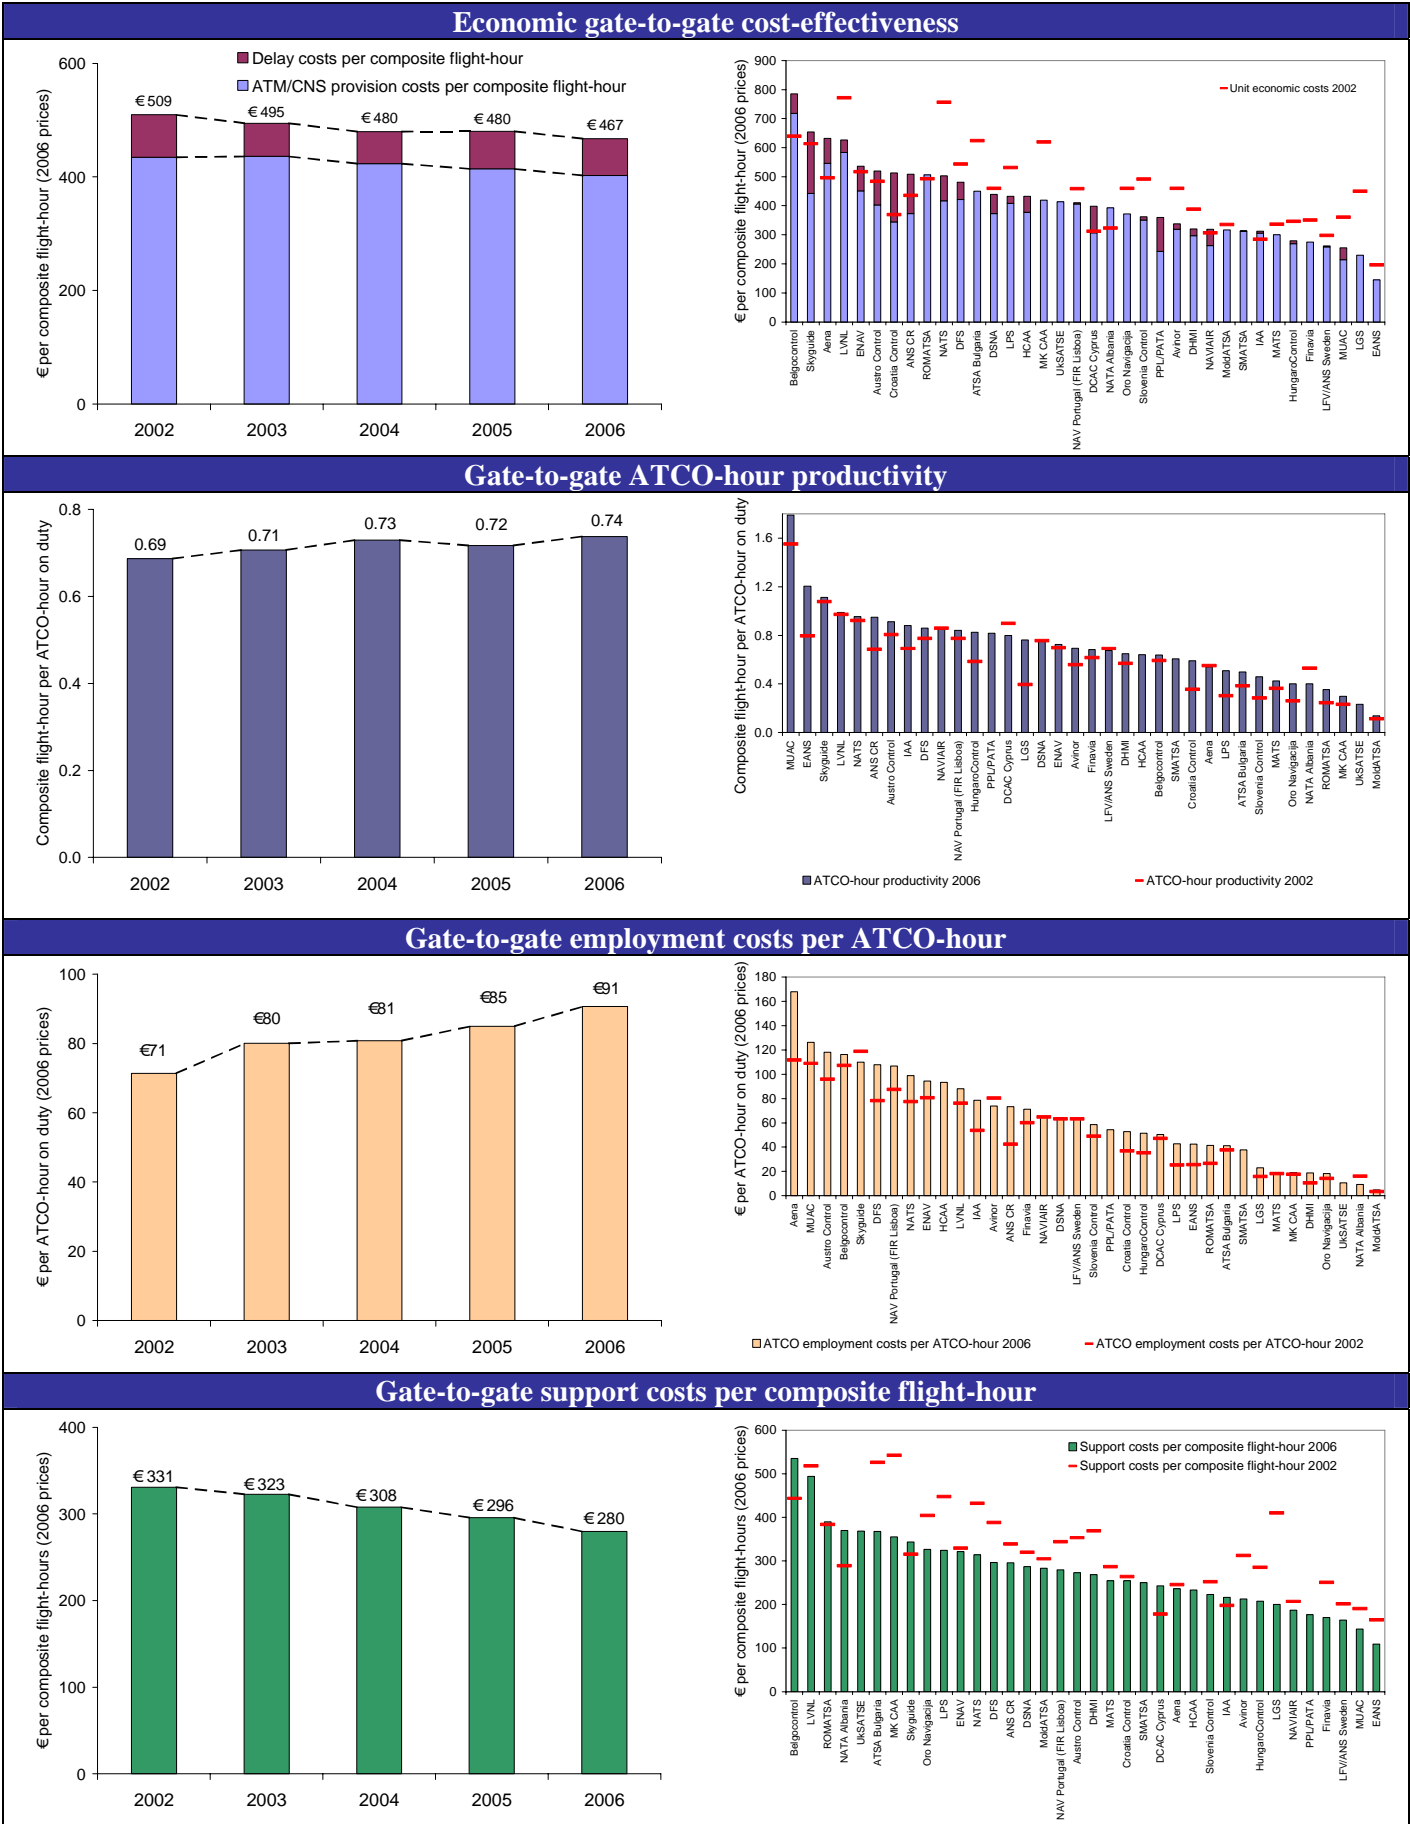 Economic gate-to-gate cost-effectiveness
€ per composite flight-hour (2006 prices)
Delay costs per composite flight-hour
ATM/CNS provision costs per composite flight-hour
600
400
200
0
€ 509
€ 495
€ 480
€ 480
€ 467
2002
2003
2004
2005
2006
€ per composite flight-hour (2006 prices)
900
800
700
600
500
400
300
200
100
0
Unit economic costs 2002
Belgocontrol
Skyguide
Aena
LVNL
ENAV
Austro Control
Croatia Control
ANS CR
ROMATSA
NATS
DFS
ATSA Bulgaria
DSNA
LPS
HCAA
MK CAA
UkSATSE
NAV Portugal (FIR Lisboa)
DCAC Cyprus
NATA Albania
Oro Navigacija
Slovenia Control
PPL/PATA
Avinor
DHMI
NAVIAIR
MoldATSA
SMATSA
IAA
MATS
HungaroControl
Finavia
LFV/ANS Sweden
MUAC
LGS
EANS
Gate-to-gate ATCO-hour productivity
Composite flight-hour per ATCO-hour on duty
0.8
0.6
0.4
0.2
0.0
0.69
0.71
0.73
0.72
0.74
2002
2003
2004
2005
2006
Composite flight-hour per ATCO-hour on duty
1.6
1.2
0.8
0.4
0.0
MUAC
EANS
Skyguide
LVNL
NATS
ANS CR
Austro Control
IAA
DFS
NAVIAIR
NAV Portugal (FIR Lisboa)
HungaroControl
PPL/PATA
DCAC Cyprus
LGS
DSNA
ENAV
Avinor
Finavia
LFV/ANS Sweden
DHMI
HCAA
Belgocontrol
SMATSA
Croatia Control
Aena
LPS
ATSA Bulgaria
Slovenia Control
MATS
Oro Navigacija
NATA Albania
ROMATSA
MK CAA
UkSATSE
MoldATSA
ATCO-hour productivity 2006
ATCO-hour productivity 2002
Gate-to-gate employment costs per ATCO-hour
€ per ATCO-hour on duty (2006 prices)
100
80
60
40
20
0
€71
€80
€81
€85
€91
2002
2003
2004
2005
2006
€ per ATCO-hour on duty (2006 prices)
180
160
140
120
100
80
60
40
20
0
Aena
MUAC
Austro Control
Belgocontrol
Skyguide
DFS
NAV Portugal (FIR Lisboa)
NATS
ENAV
HCAA
LVNL
IAA
Avinor
ANS CR
Finavia
NAVIAIR
DSNA
LFV/ANS Sweden
Slovenia Control
PPL/PATA
Croatia Control
HungaroControl
DCAC Cyprus
LPS
EANS
ROMATSA
ATSA Bulgaria
SMATSA
LGS
MATS
MK CAA
DHMI
Oro Navigacija
UkSATSE
NATA Albania
MoldATSA
ATCO employment costs per ATCO-hour 2006
ATCO employment costs per ATCO-hour 2002
Gate-to-gate support costs per composite flight-hour
€ per composite flight-hours (2006 prices)
400
300
200
100
0
€ 331
€ 323
€ 308
€ 296
€ 280
2002
2003
2004
2005
2006
€ per composite flight-hours (2006 prices)
600
500
400
300
200
100
0
Support costs per composite flight-hour 2006
Support costs per composite flight-hour 2002
Belgocontrol
LVNL
ROMATSA
NATA Albania
UkSATSE
ATSA Bulgaria
MK CAA
Skyguide
Oro Navigacija
LPS
ENAV
NATS
DFS
ANS CR
DSNA
MoldATSA
NAV Portugal (FIR Lisboa)
Austro Control
DHMI
MATS
Croatia Control
SMATSA
DCAC Cyprus
Aena
HCAA
Slovenia Control
IAA
Avinor
HungaroControl
LGS
NAVIAIR
PPL/PATA
Finavia
LFV/ANS Sweden
MUAC
EANS